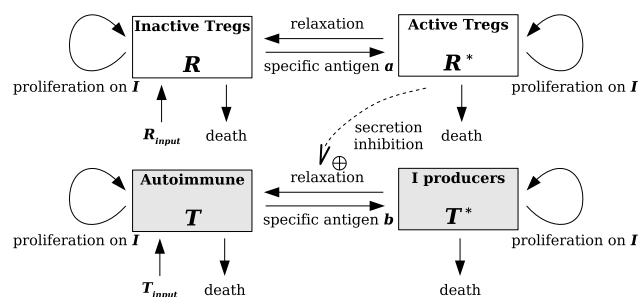 Inactive Tregs
R
relaxation
specific antigen a
Active Tregs
R*
proliferation on I
proliferation on I
R_input
death
death
secretion
inhibition
⊕
Autoimmune
T
relaxation
specific antigen b
I producers
T*
proliferation on I
proliferation on I
T_input
death
death